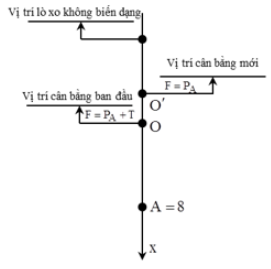 Vị trí lò xo không biến dạng
Vị trí cân bằng mới
F = P_A
O'
Vị trí cân bằng ban đầu
F = P_A + T
O
A = 8
X